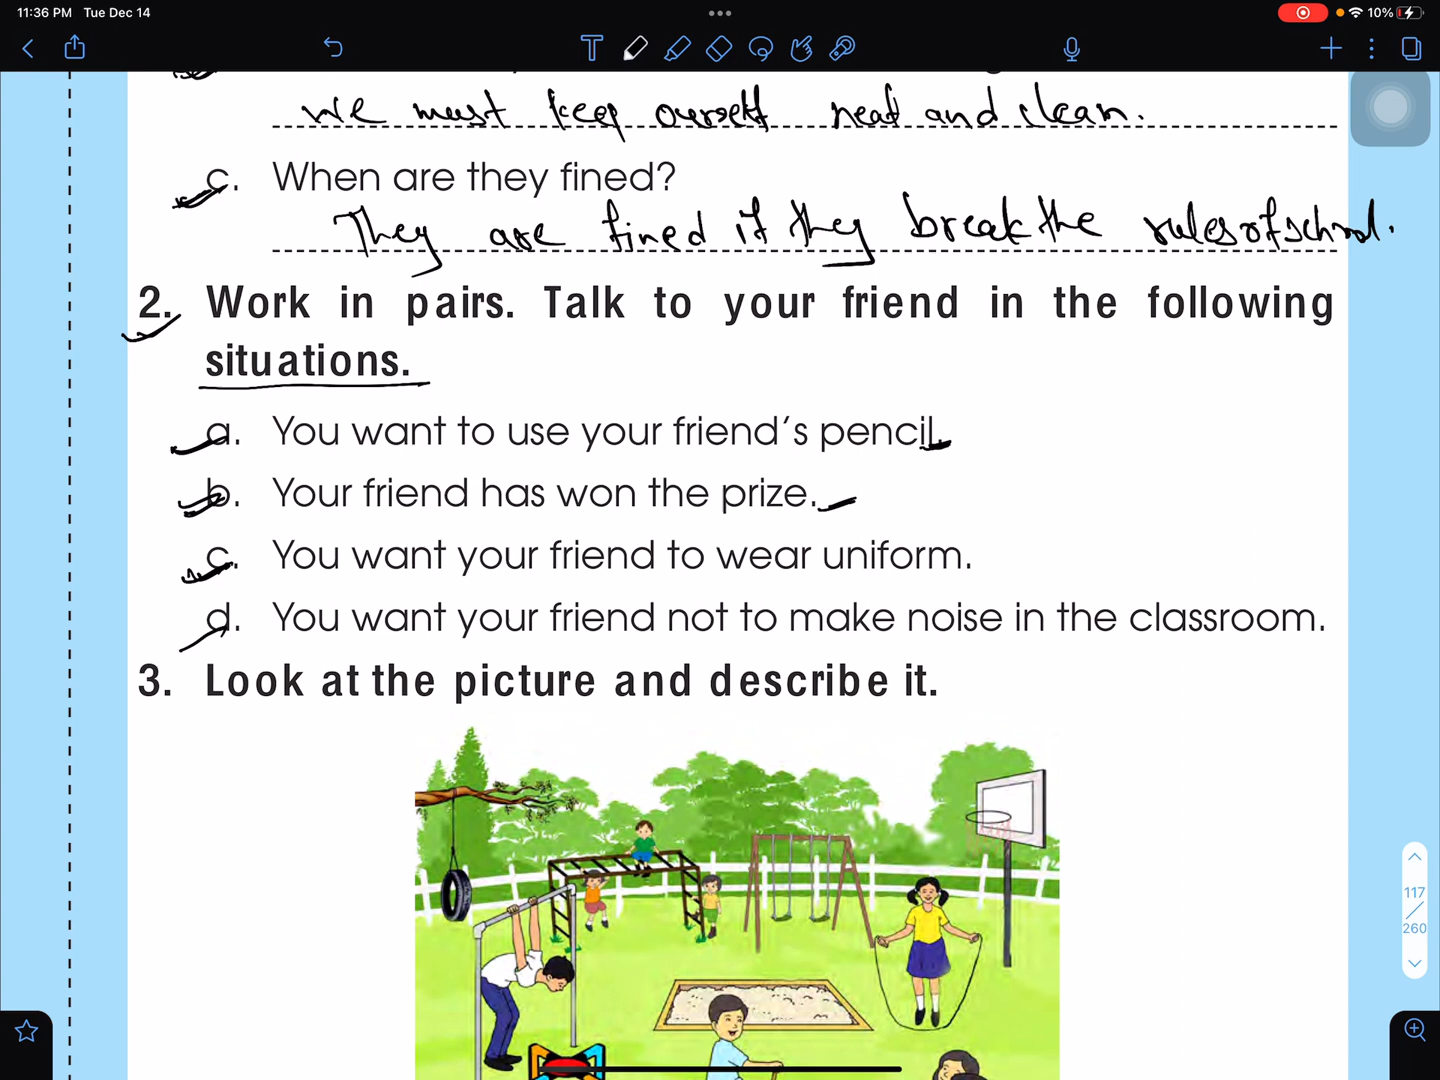 11:36 PM Tue Dec 14
10%
We must keep ourself nead and clean.
c. When are they fined?
They are fined if they break the rules of school.
2. Work in pairs. Talk to your friend in the following
situations.
a. You want to use your friend's pencil.
b. Your friend has won the prize.
c. You want your friend to wear uniform.
d. You want your friend not to make noise in the classroom.
3. Look at the picture and describe it.
117
260